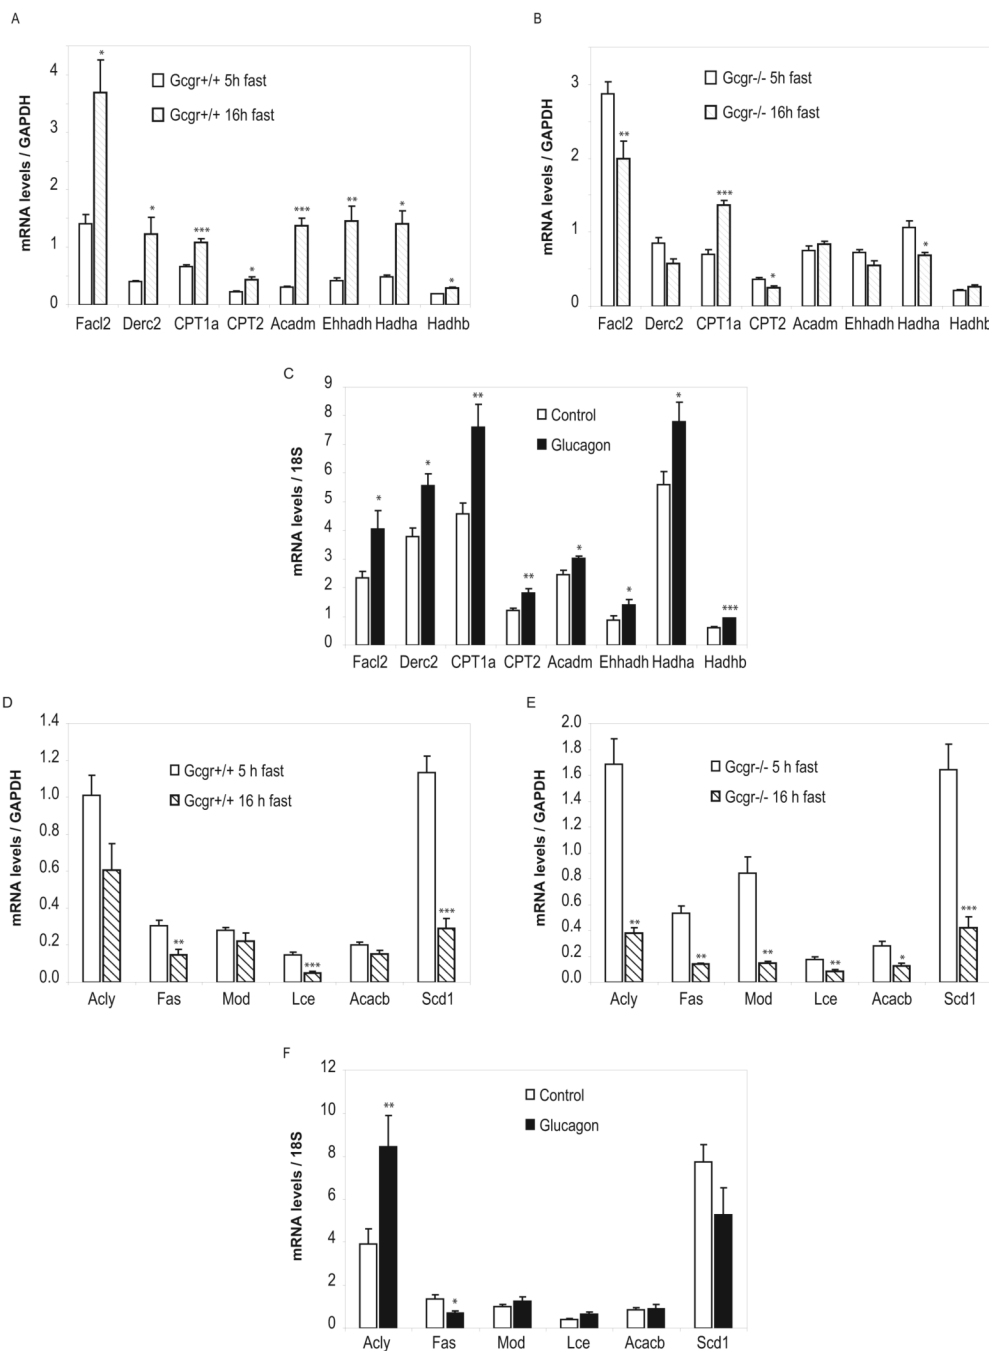 A
mRNA levels / GAPDH
4
3
2
1
0
Gcgr+/+ 5h fast
Gcgr+/+ 16h fast
* * *** * *** ** * *
Facl2 Derc2 CPT1a CPT2 Acadm Ehhadh Hadha Hadhb
B
mRNA levels / GAPDH
3
2
1
0
Gcgr-/- 5h fast
Gcgr-/- 16h fast
** *** * *
Facl2 Derc2 CPT1a CPT2 Acadm Ehhadh Hadha Hadhb
C
mRNA levels / 18S
9
8
7
6
5
4
3
2
1
0
Control
Glucagon
* * ** ** * * * ***
Facl2 Derc2 CPT1a CPT2 Acadm Ehhadh Hadha Hadhb
D
mRNA levels / GAPDH
1.4
1.2
1.0
0.8
0.6
0.4
0.2
0.0
Gcgr+/+ 5 h fast
Gcgr+/+ 16 h fast
** *** ***
Acly Fas Mod Lce Acacb Scd1
E
mRNA levels / GAPDH
2.0
1.8
1.6
1.4
1.2
1.0
0.8
0.6
0.4
0.2
0.0
Gcgr-/- 5 h fast
Gcgr-/- 16 h fast
** ** ** ** * ***
Acly Fas Mod Lce Acacb Scd1
F
mRNA levels / 18S
12
10
8
6
4
2
0
Control
Glucagon
** *
Acly Fas Mod Lce Acacb Scd1